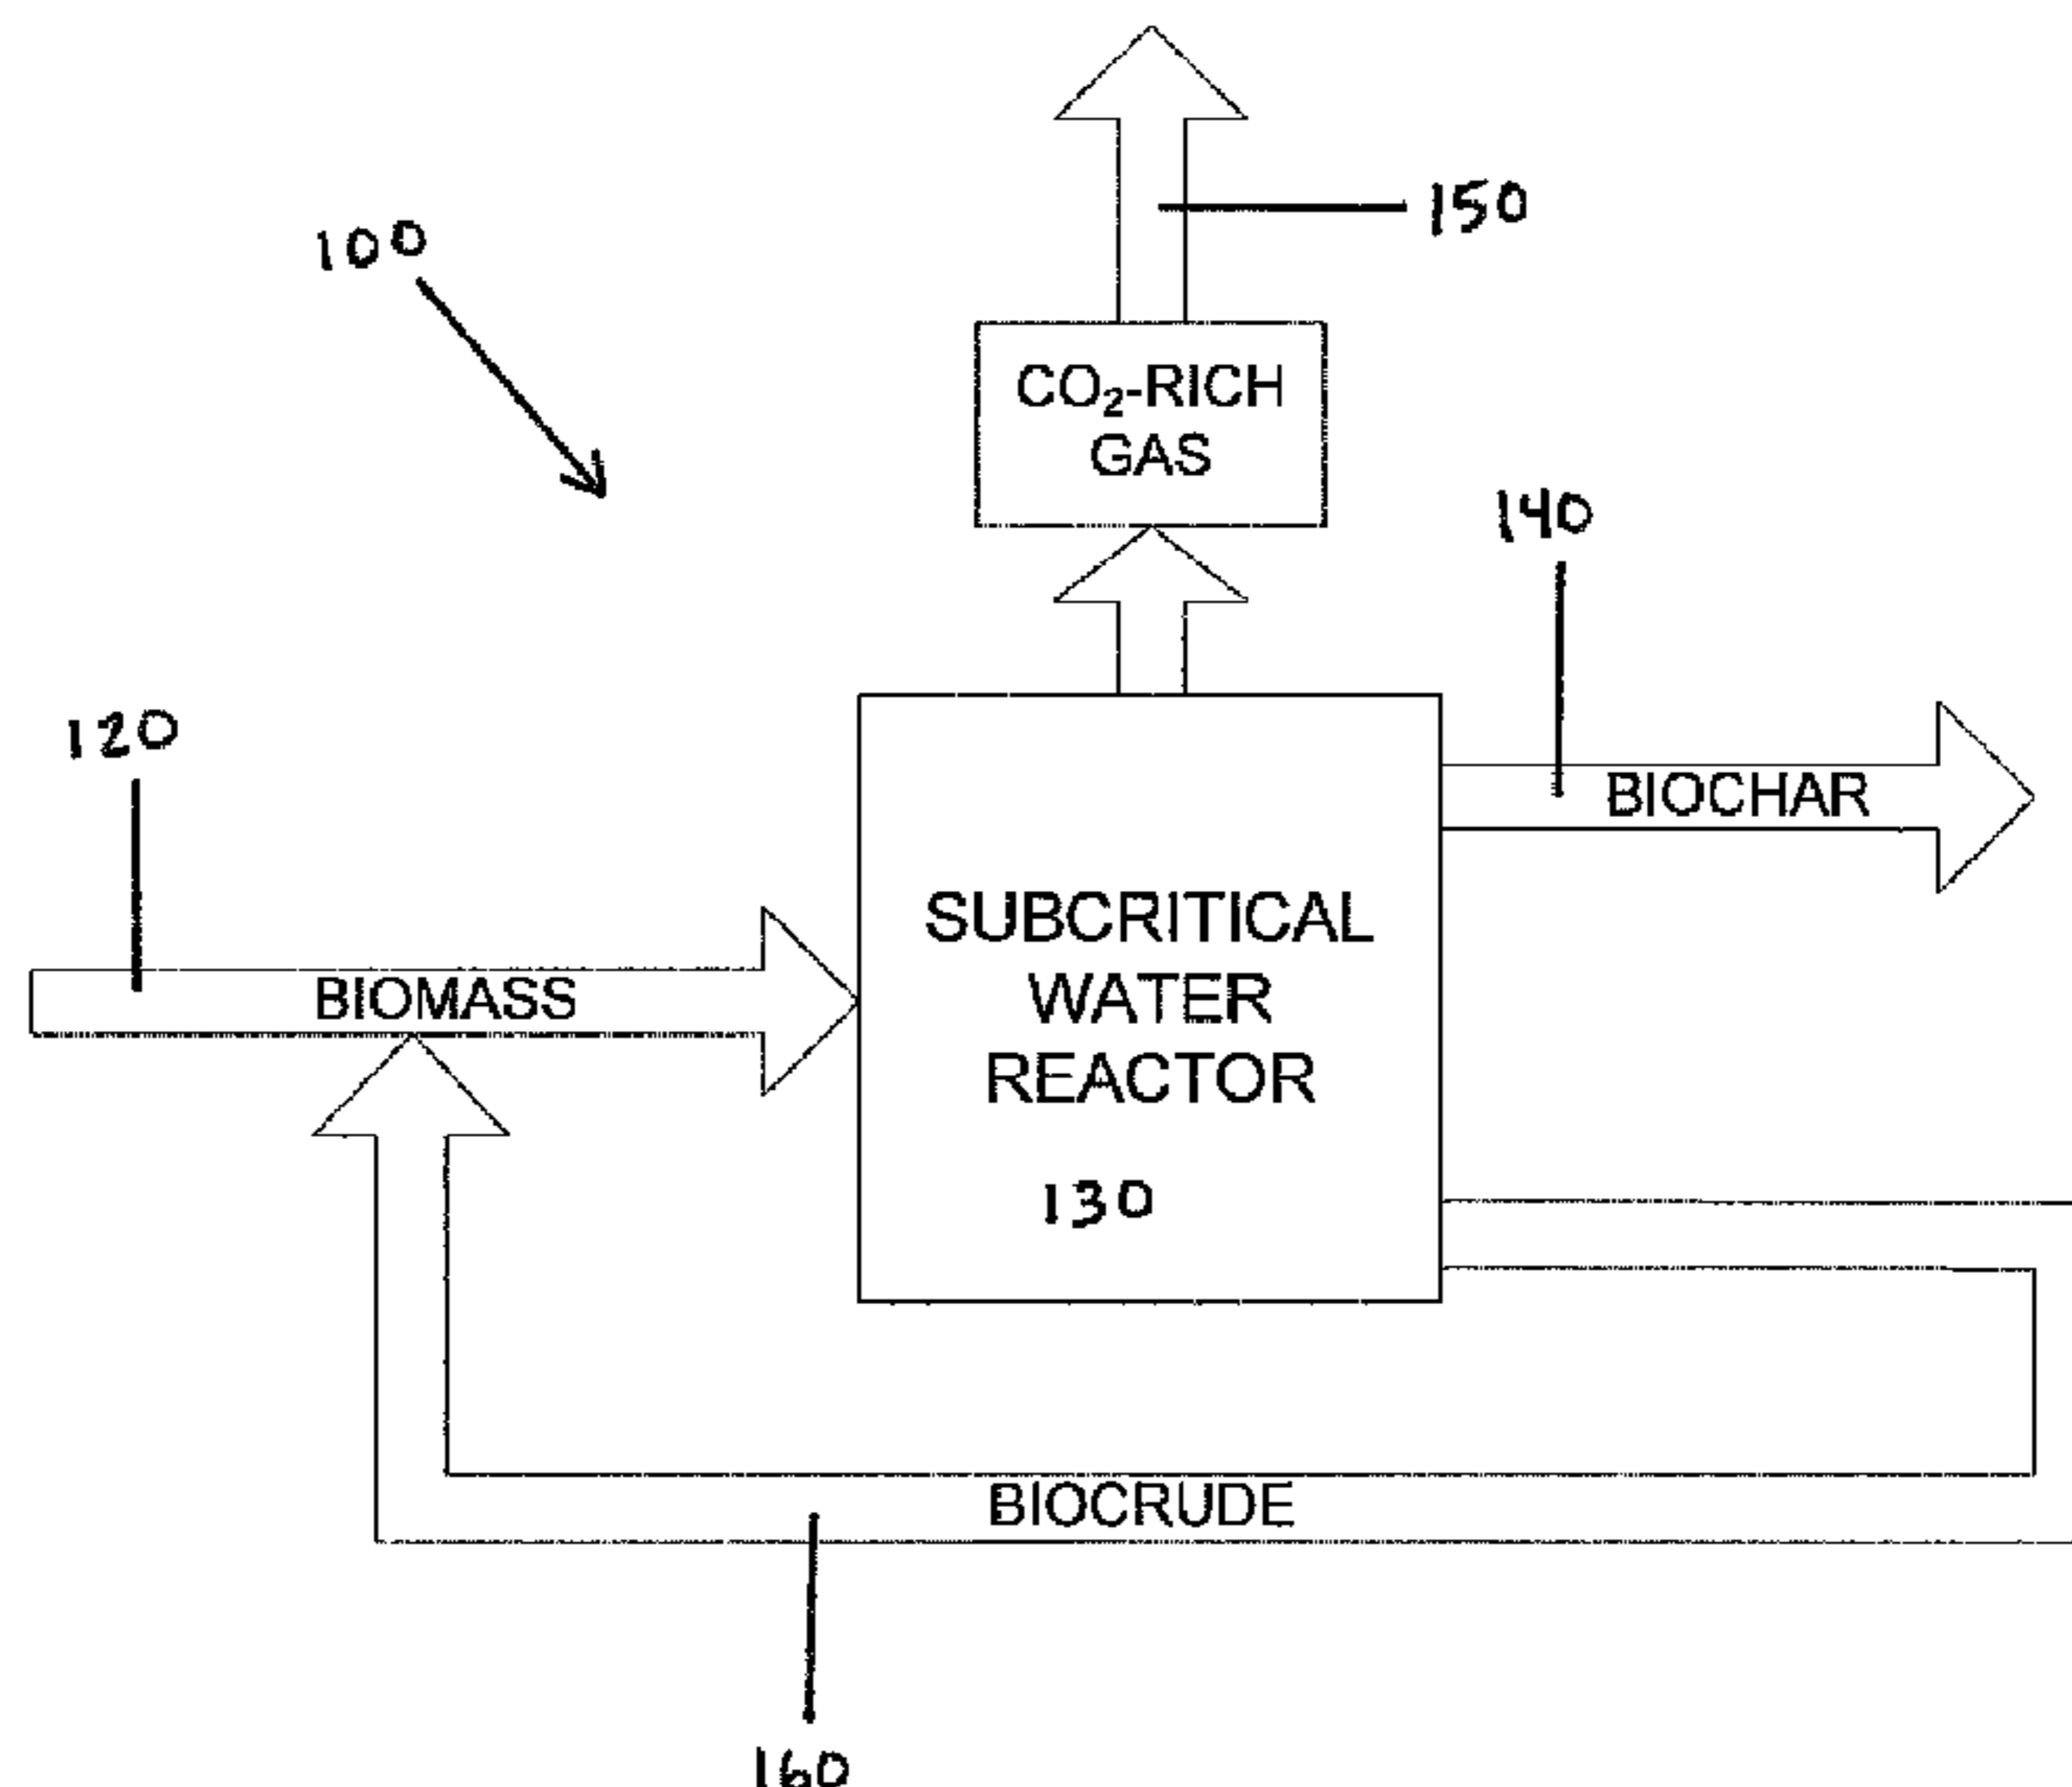 150
100
CO₂-RICH
GAS
140
120
BIOCHAR
SUBCRITICAL
WATER
REACTOR
BIOMASS
130
BIOCRUDE
160